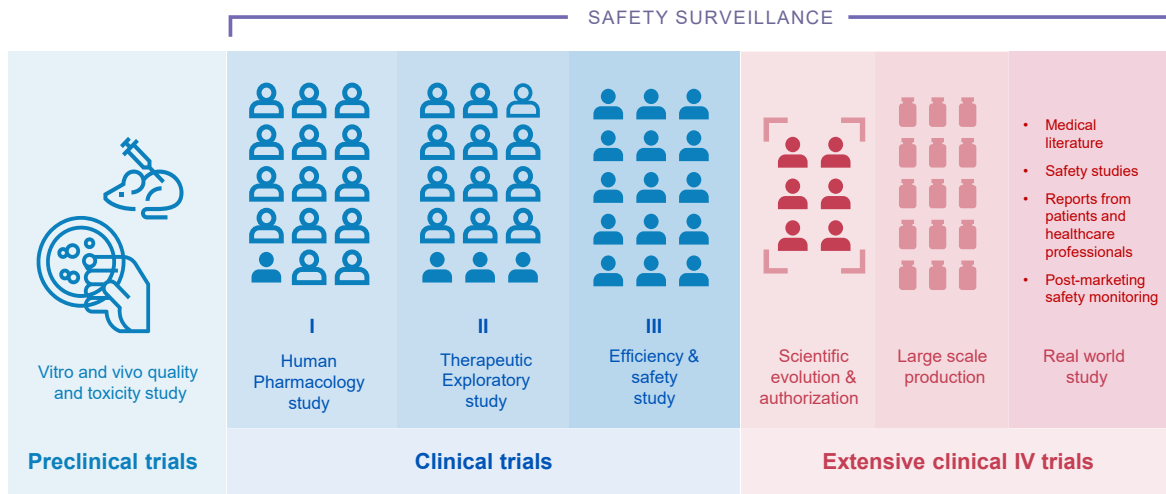 SAFETY SURVEILLANCE
Vitro and vivo quality
and toxicity study
Preclinical trials
I
Human
Pharmacology
study
II
Therapeutic
Exploratory
study
III
Efficiency &
safety
study
Clinical trials
Scientific
evolution &
authorization
Large scale
production
• Medical
literature
• Safety studies
• Reports from
patients and
healthcare
professionals
• Post-marketing
safety monitoring
Real world
study
Extensive clinical IV trials